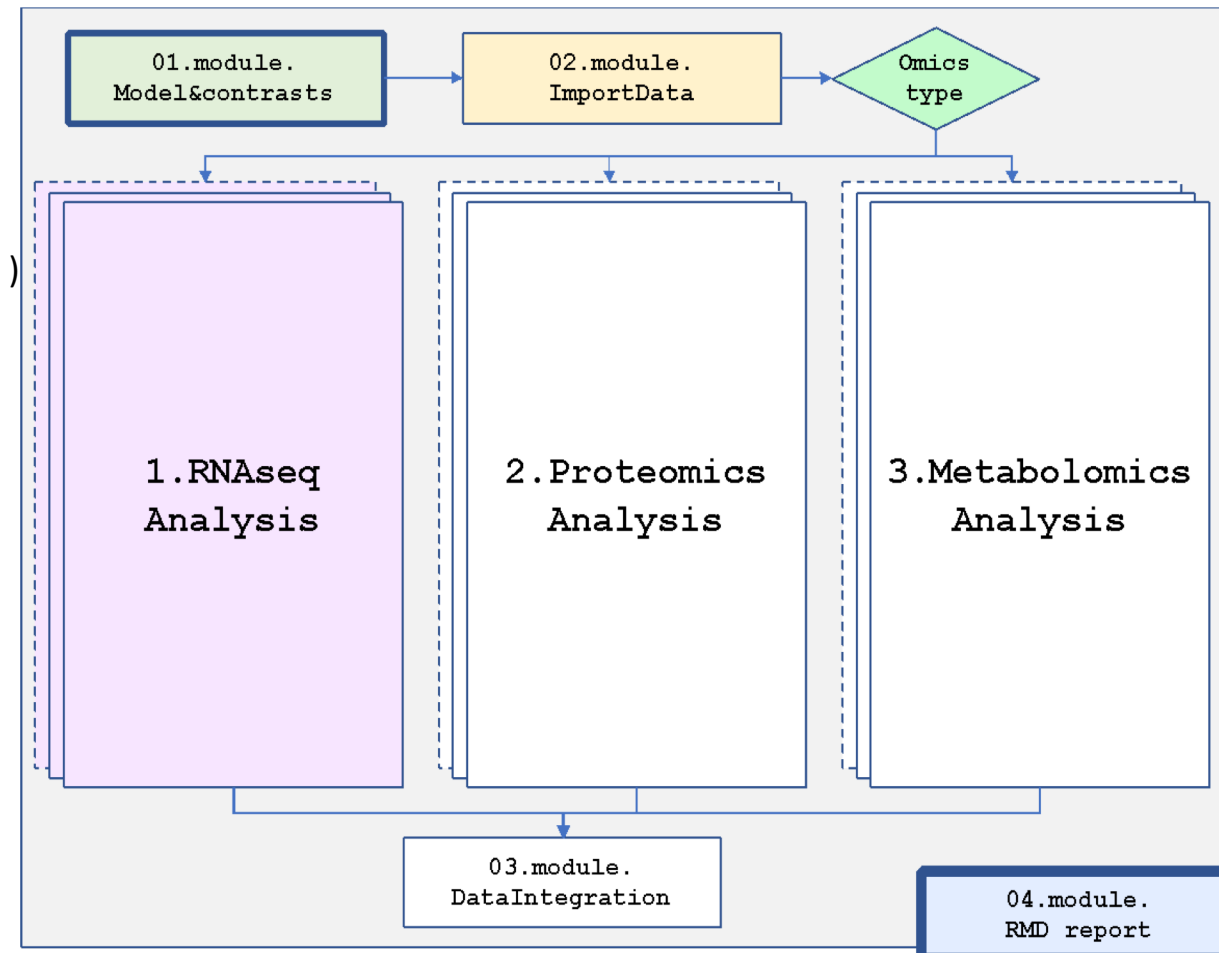 01.module.
Model&contrasts
02.module.
ImportData
Omics
type
)
1.RNAseq
Analysis
2.Proteomics
Analysis
3.Metabolomics
Analysis
03.module.
DataIntegration
04.module.
RMD report